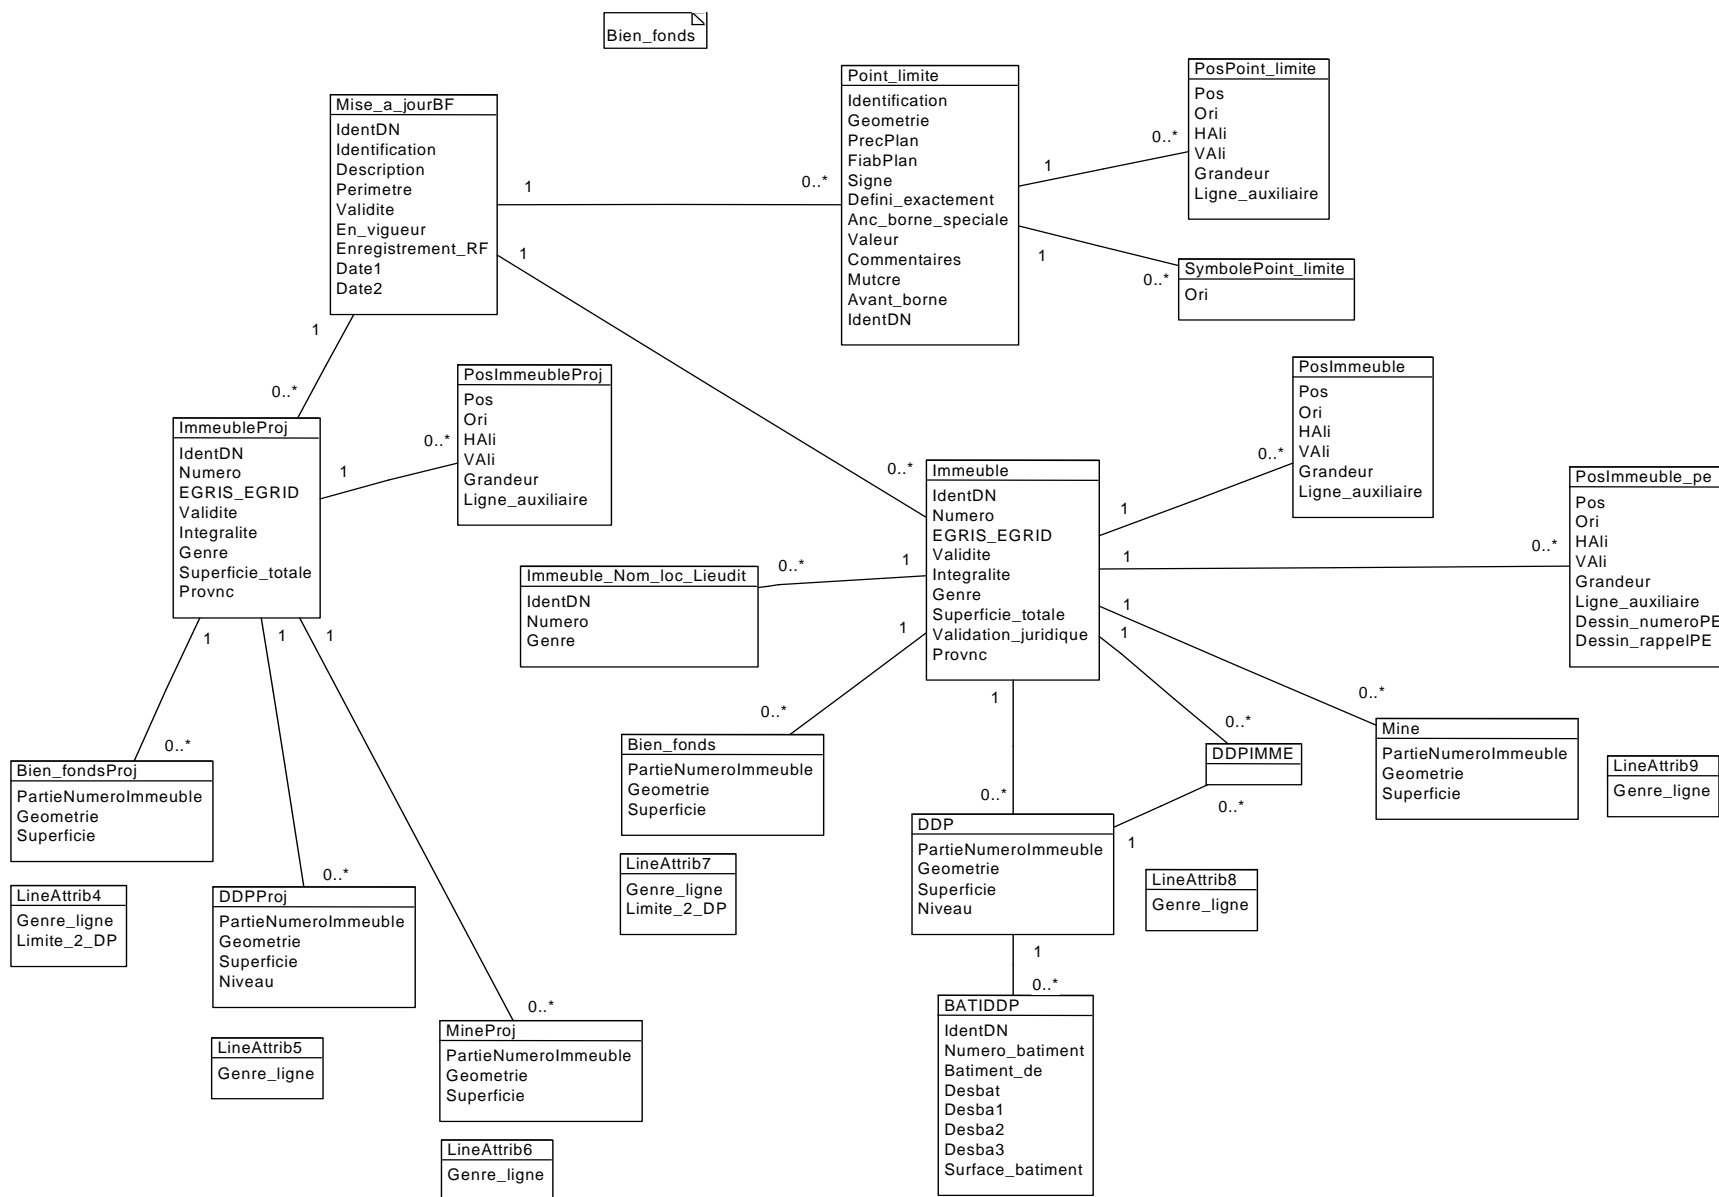 Bien_fonds
Mise_a_jourBF
IdentDN
Identification
Description
Perimetre
Validite
En_vigueur
Enregistrement_RF
Date1
Date2
1
0..*
1
1
0..*
Point_limite
Identification
Geometrie
PrecPlan
FiabPlan
Signe
Defini_exactement
Anc_borne_speciale
Valeur
Commentaires
Mutcre
Avant_borne
IdentDN
1
0..*
1
0..*
PosPoint_limite
Pos
Ori
HAli
VAli
Grandeur
Ligne_auxiliaire
SymbolePoint_limite
Ori
ImmeubleProj
IdentDN
Numero
EGRIS_EGRID
Validite
Integralite
Genre
Superficie_totale
Provnc
1
0..*
1
1
1
PosImmeubleProj
Pos
Ori
HAli
VAli
Grandeur
Ligne_auxiliaire
0..*
Immeuble
IdentDN
Numero
EGRIS_EGRID
Validite
Integralite
Genre
Superficie_totale
Validation_juridique
Provnc
1
0..*
PosImmeuble
Pos
Ori
HAli
VAli
Grandeur
Ligne_auxiliaire
1
0..*
PosImmeuble_pe
Pos
Ori
HAli
VAli
Grandeur
Ligne_auxiliaire
Dessin_numeroPE
Dessin_rappelPE
0..*
1
Immeuble_Nom_loc_Lieudit
IdentDN
Numero
Genre
1
0..*
1
0..*
1
0..*
1
0..*
0..*
Bien_fondsProj
PartieNumeroImmeuble
Geometrie
Superficie
LineAttrib4
Genre_ligne
Limite_2_DP
0..*
DDPProj
PartieNumeroImmeuble
Geometrie
Superficie
Niveau
LineAttrib5
Genre_ligne
0..*
MineProj
PartieNumeroImmeuble
Geometrie
Superficie
LineAttrib6
Genre_ligne
Bien_fonds
PartieNumeroImmeuble
Geometrie
Superficie
LineAttrib7
Genre_ligne
Limite_2_DP
DDPIMME
0..*
1
DDP
PartieNumeroImmeuble
Geometrie
Superficie
Niveau
LineAttrib8
Genre_ligne
Mine
PartieNumeroImmeuble
Geometrie
Superficie
LineAttrib9
Genre_ligne
1
0..*
BATIDDP
IdentDN
Numero_batiment
Batiment_de
Desbat
Desba1
Desba2
Desba3
Surface_batiment